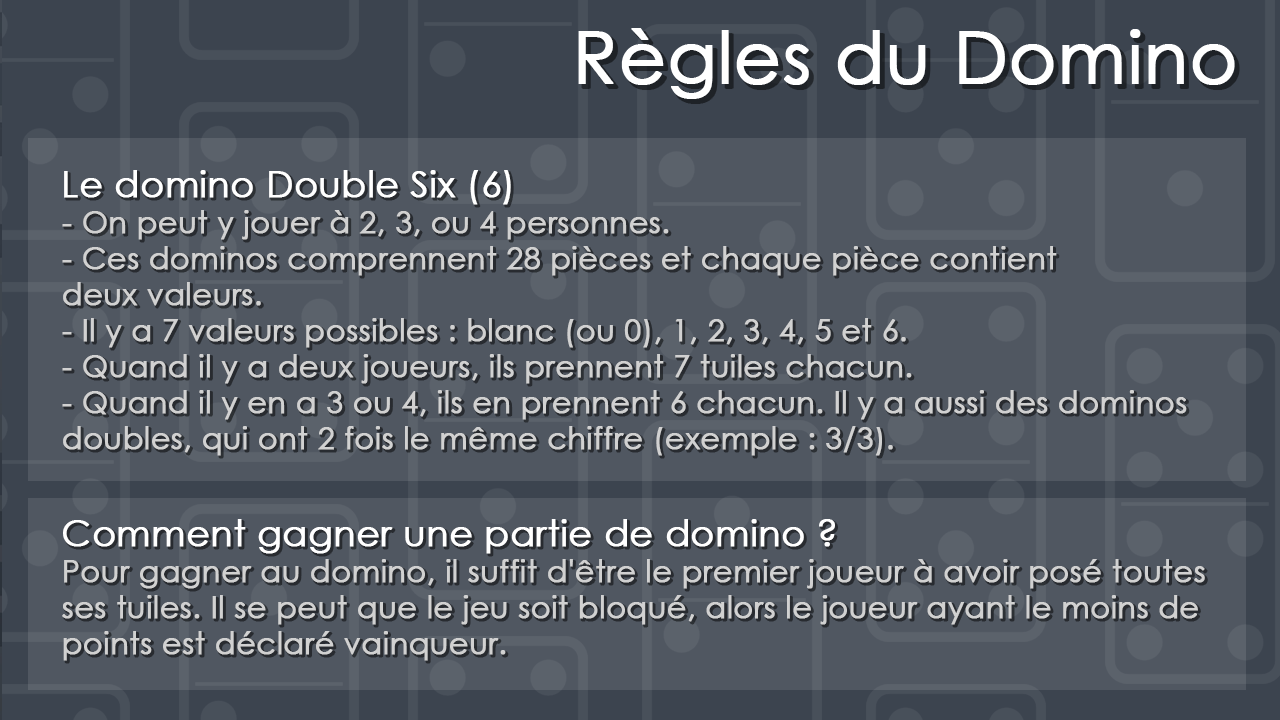 Règles du Domino
Le domino Double Six (6)
- On peut y jouer à 2, 3, ou 4 personnes.
- Ces dominos comprennent 28 pièces et chaque pièce contient
deux valeurs.
- Il y a 7 valeurs possibles : blanc (ou 0), 1, 2, 3, 4, 5 et 6.
- Quand il y a deux joueurs, ils prennent 7 tuiles chacun.
- Quand il y en a 3 ou 4, ils en prennent 6 chacun. Il y a aussi des dominos
doubles, qui ont 2 fois le même chiffre (exemple : 3/3).
Comment gagner une partie de domino ?
Pour gagner au domino, il suffit d'être le premier joueur à avoir posé toutes
ses tuiles. Il se peut que le jeu soit bloqué, alors le joueur ayant le moins de
points est déclaré vainqueur.